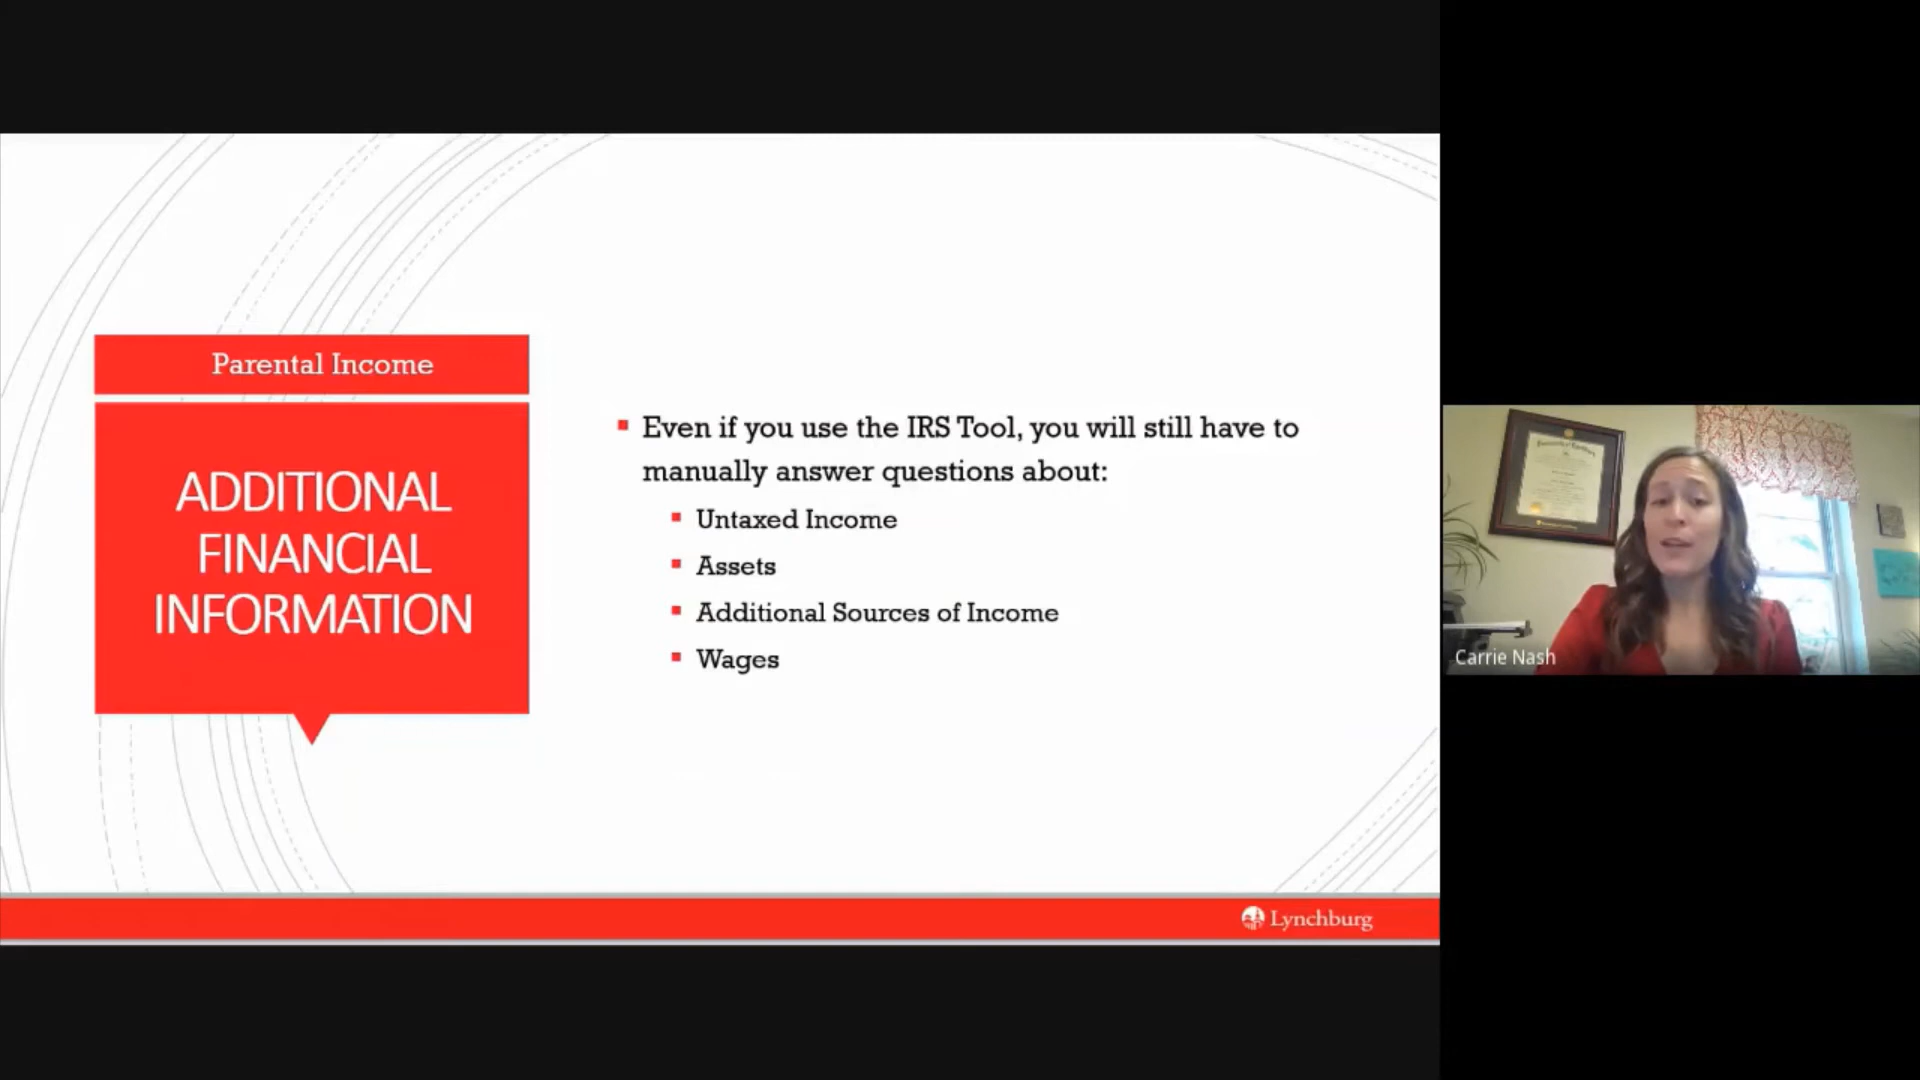 Parental Income
ADDITIONAL
FINANCIAL
INFORMATION
Even if you use the IRS Tool, you will still have to
manually answer questions about:
Untaxed Income
Assets
Additional Sources of Income
Wages
Lynchburg
Carrie Nash